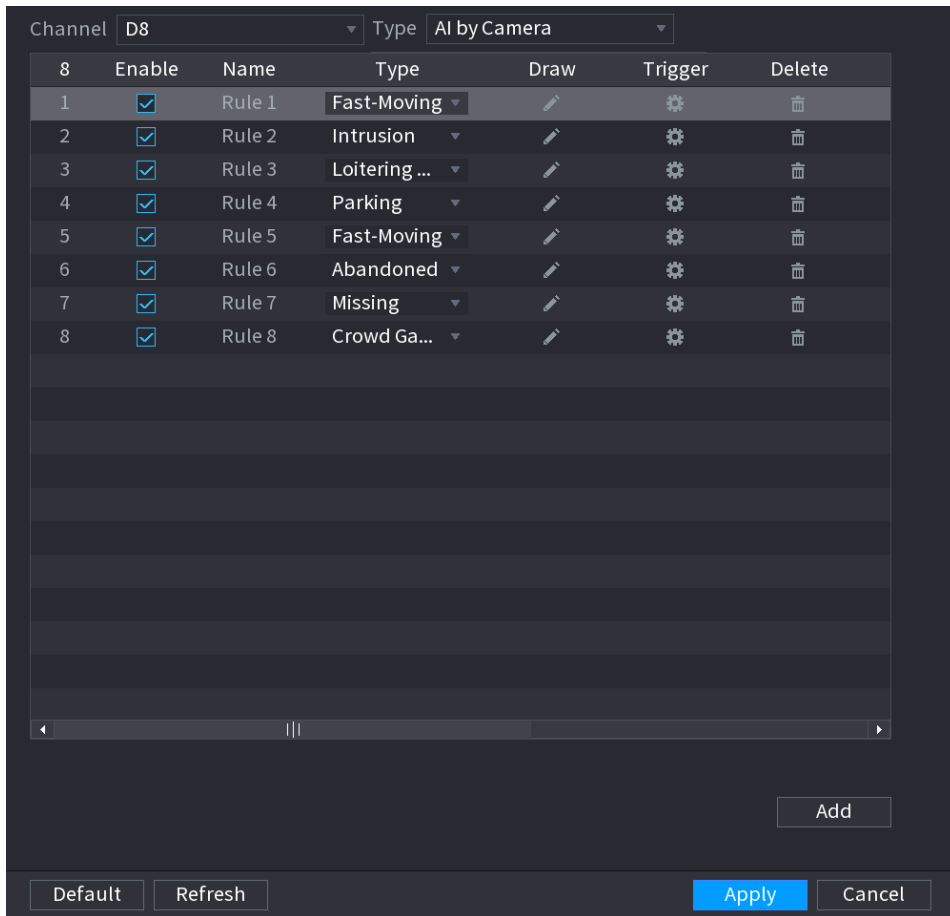 Channel D8 Type AI by Camera
8 Enable Name Type Draw Trigger Delete
1 Rule 1 Fast-Moving
2 Rule 2 Intrusion
3 Rule 3 Loitering ...
4 Rule 4 Parking
5 Rule 5 Fast-Moving
6 Rule 6 Abandoned
7 Rule 7 Missing
8 Rule 8 Crowd Ga...
Add
Default Refresh Apply Cancel